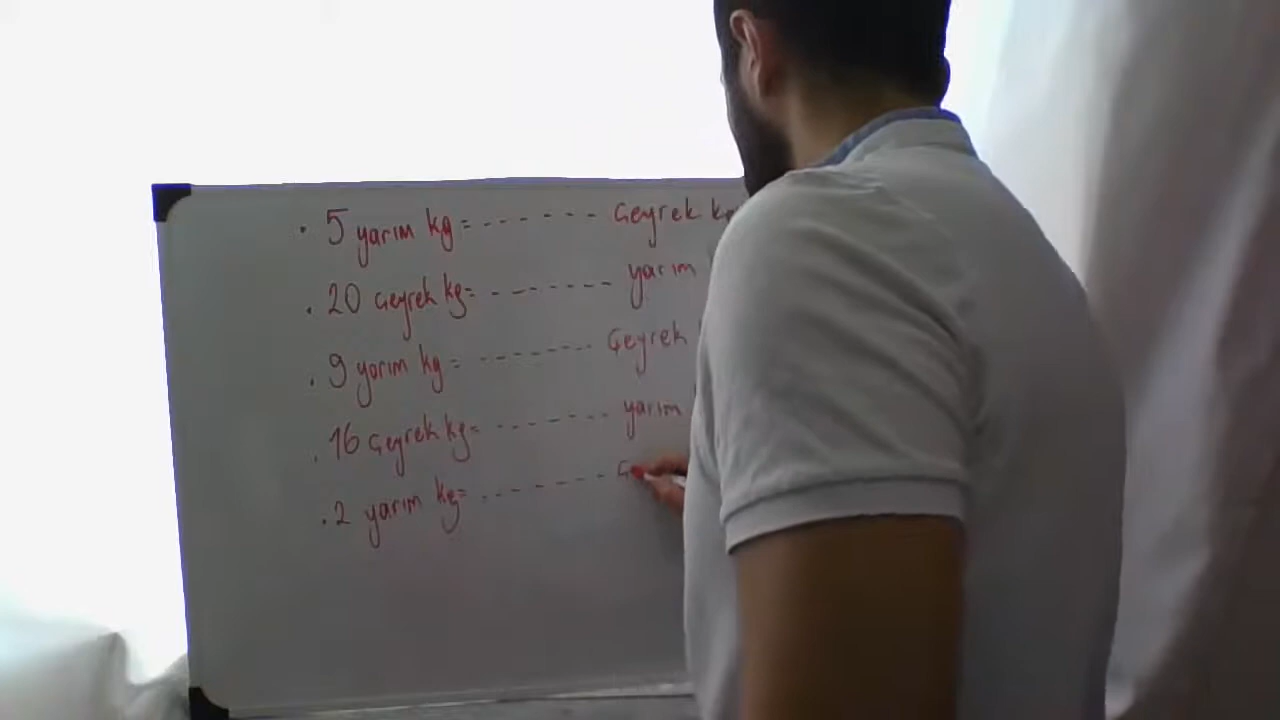 . 5 yarım kg = ------- Çeyrek
. 20 Çeyrek kg= -------- yarım
. 9 yarım kg = -------- Çeyrek
. 16 Çeyrek kg= -------- yarım
. 2 yarım kg= --------